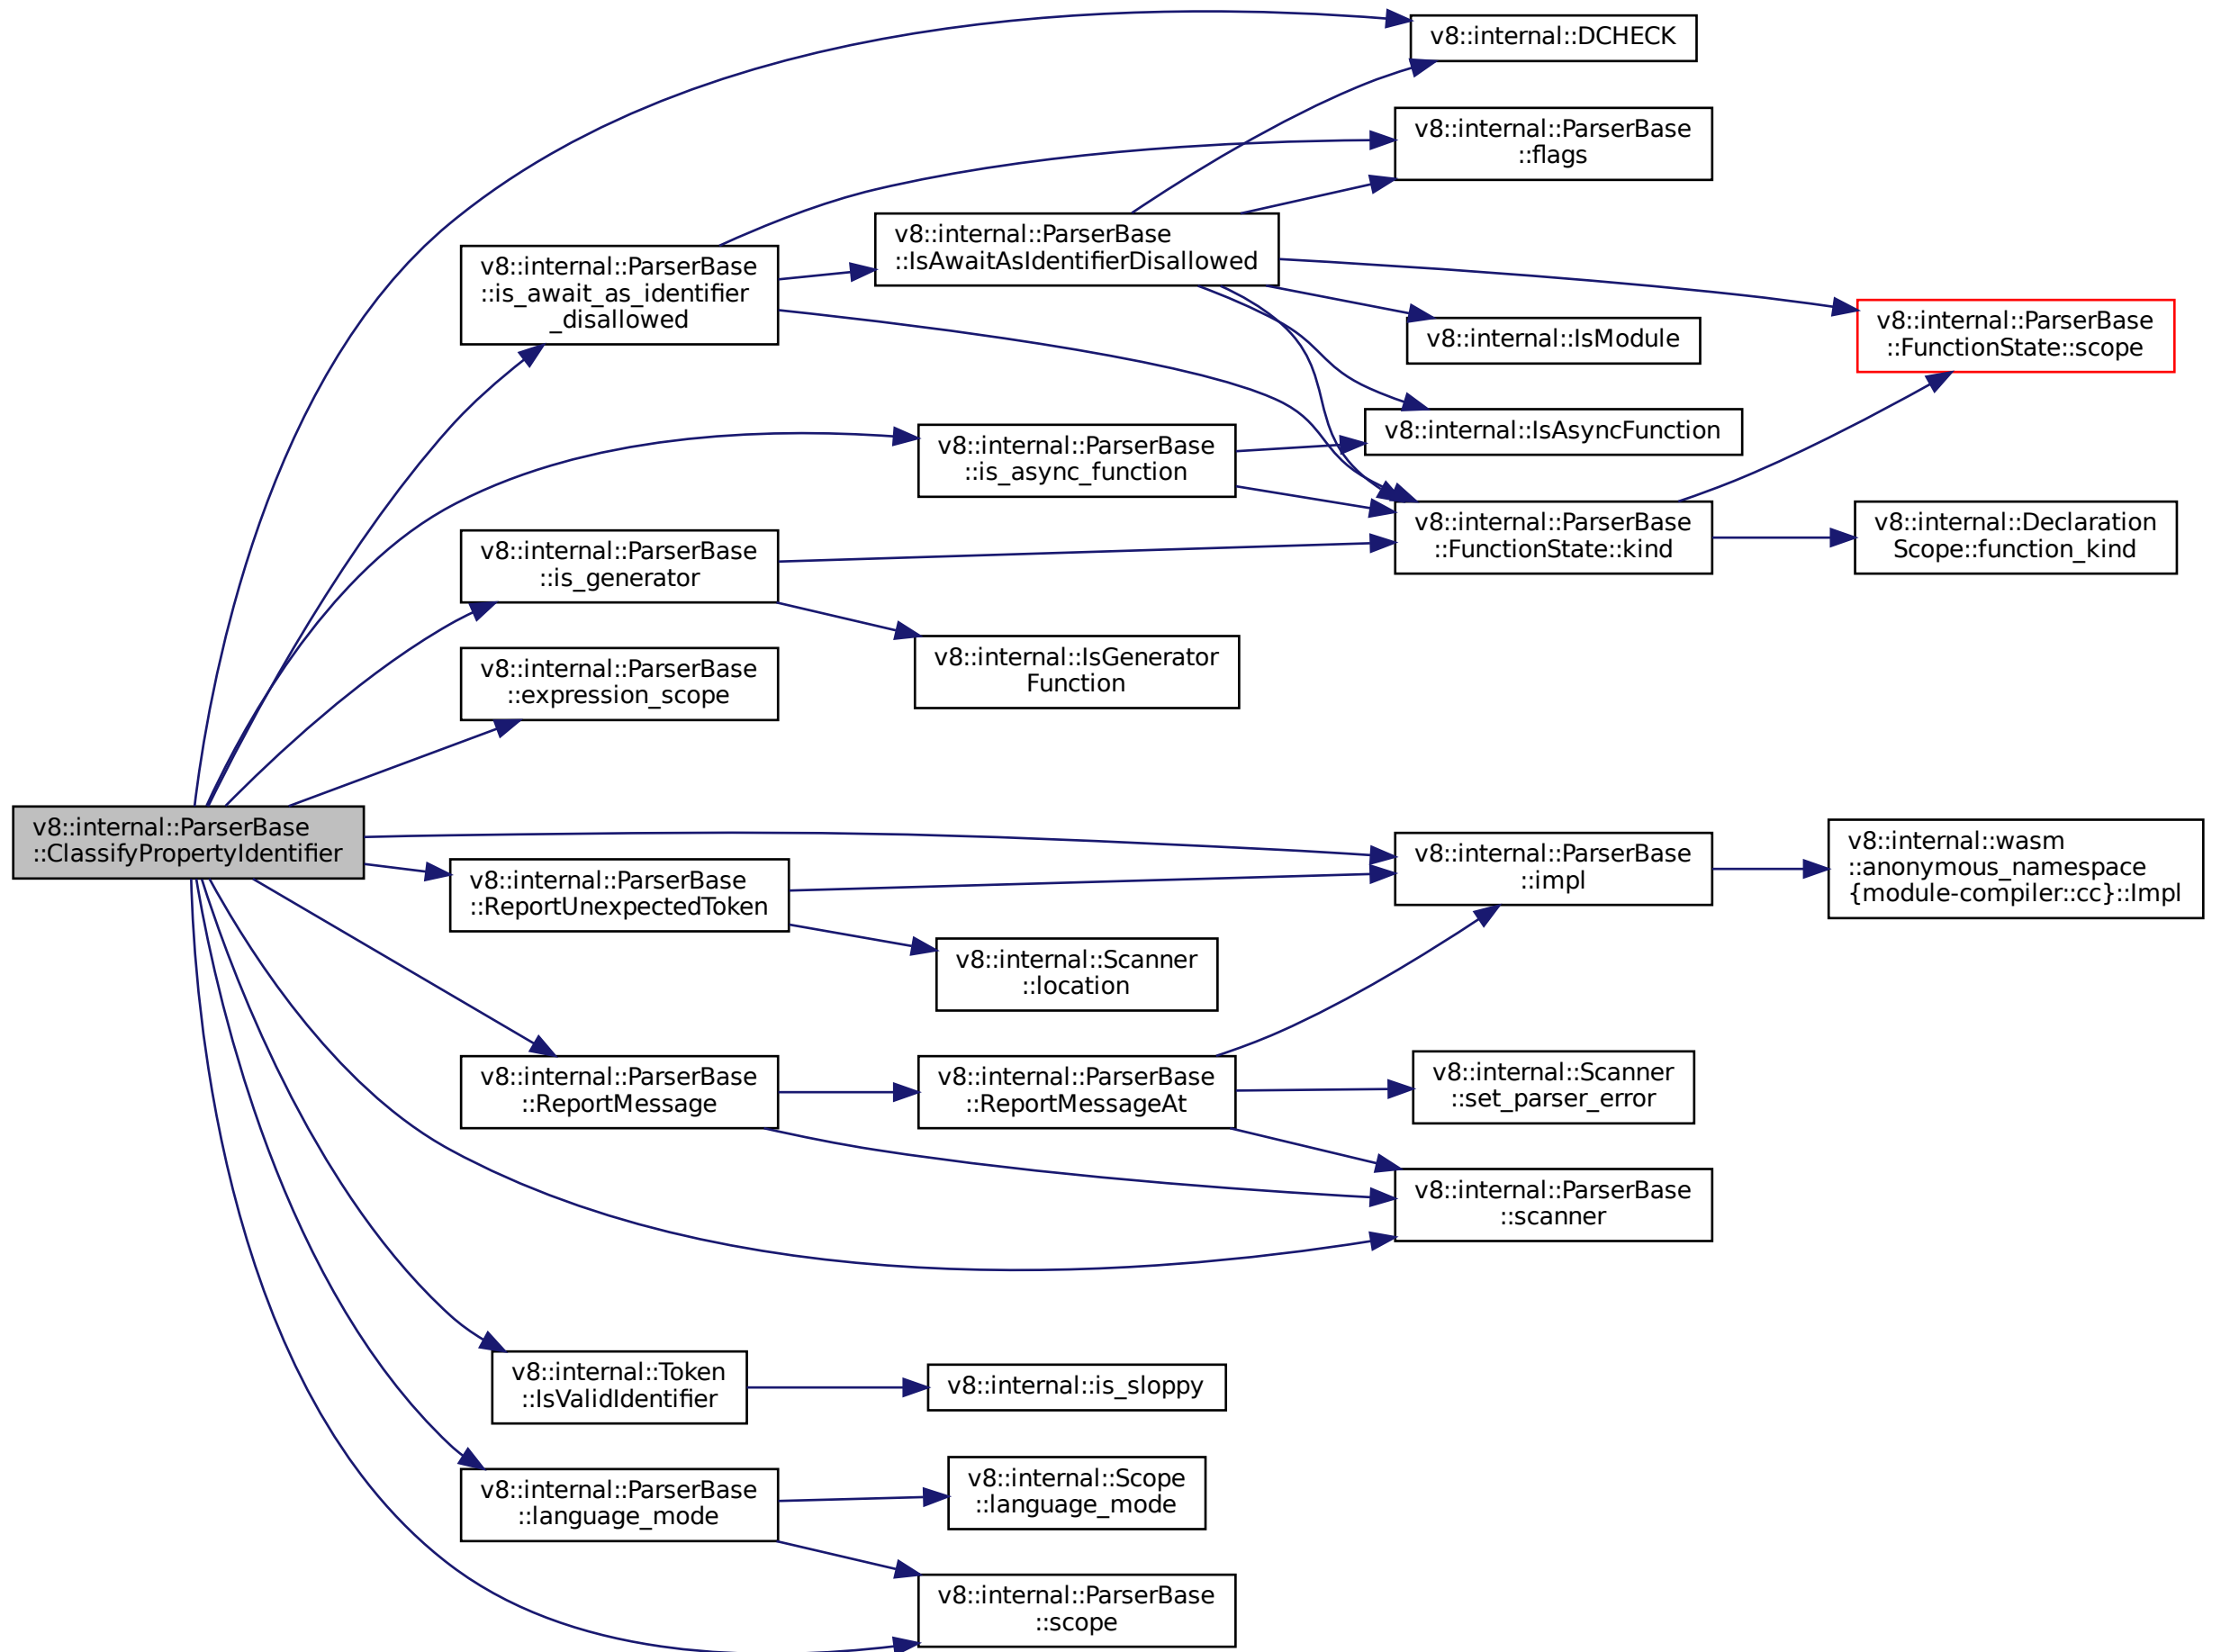 v8::internal::DCHECK
v8::internal::ParserBase
::flags
v8::internal::ParserBase
::IsAwaitAsIdentifierDisallowed
v8::internal::ParserBase
::is_await_as_identifier
_disallowed
v8::internal::ParserBase
::FunctionState::scope
v8::internal::IsModule
v8::internal::IsAsyncFunction
v8::internal::ParserBase
::is_async_function
v8::internal::ParserBase
::FunctionState::kind
v8::internal::Declaration
Scope::function_kind
v8::internal::ParserBase
::is_generator
v8::internal::IsGenerator
Function
v8::internal::ParserBase
::expression_scope
v8::internal::ParserBase
::ClassifyPropertyIdentifier
v8::internal::ParserBase
::impl
v8::internal::wasm
::anonymous_namespace
{module-compiler::cc}::Impl
v8::internal::ParserBase
::ReportUnexpectedToken
v8::internal::Scanner
::location
v8::internal::ParserBase
::ReportMessage
v8::internal::ParserBase
::ReportMessageAt
v8::internal::Scanner
::set_parser_error
v8::internal::ParserBase
::scanner
v8::internal::Token
::IsValidIdentifier
v8::internal::is_sloppy
v8::internal::ParserBase
::language_mode
v8::internal::Scope
::language_mode
v8::internal::ParserBase
::scope